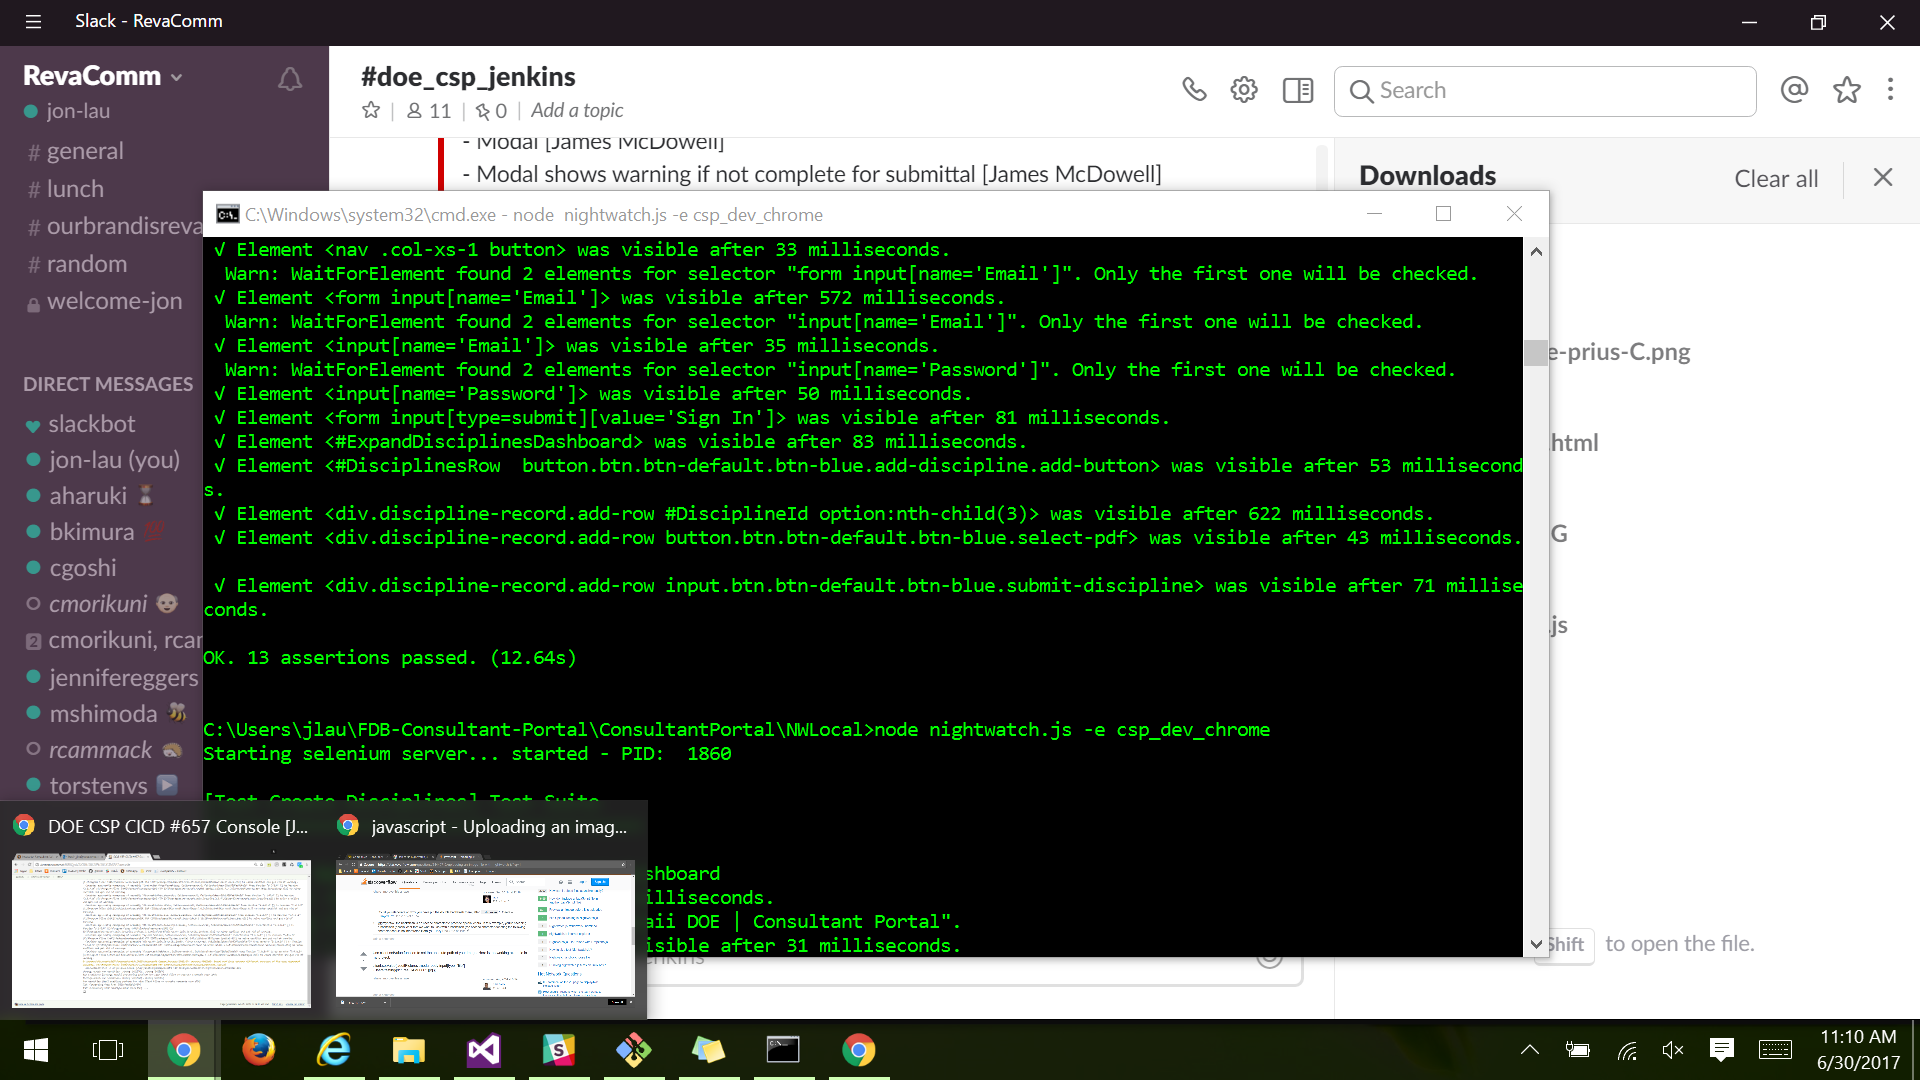 Slack - RevaComm
RevaComm
jon-lau
# general
# lunch
# ourbrandisreva
# random
welcome-jon
DIRECT MESSAGES
slackbot
jon-lau (you)
aharuki
bkimura
cgoshi
cmorikuni
2 cmorikuni, rcar
jennifereggers
mshimoda
rcammack
torstenvs
#doe_csp_jenkins
11 | 0 | Add a topic
Search
- Modal [James McDowell]
- Modal shows warning if not complete for submittal [James McDowell]
Downloads
Clear all
e-prius-C.png
html
G
.js
Shift to open the file.
C:\Windows\system32\cmd.exe - node  nightwatch.js -e csp_dev_chrome
√ Element <nav .col-xs-1 button> was visible after 33 milliseconds.
Warn: WaitForElement found 2 elements for selector "form input[name='Email']". Only the first one will be checked.
√ Element <form input[name='Email']> was visible after 572 milliseconds.
Warn: WaitForElement found 2 elements for selector "input[name='Email']". Only the first one will be checked.
√ Element <input[name='Email']> was visible after 35 milliseconds.
Warn: WaitForElement found 2 elements for selector "input[name='Password']". Only the first one will be checked.
√ Element <input[name='Password']> was visible after 50 milliseconds.
√ Element <form input[type=submit][value='Sign In']> was visible after 81 milliseconds.
√ Element <#ExpandDisciplinesDashboard> was visible after 83 milliseconds.
√ Element <#DisciplinesRow  button.btn.btn-default.btn-blue.add-discipline.add-button> was visible after 53 millisecond
s.
√ Element <div.discipline-record.add-row #DisciplineId option:nth-child(3)> was visible after 622 milliseconds.
√ Element <div.discipline-record.add-row button.btn.btn-default.btn-blue.select-pdf> was visible after 43 milliseconds.
√ Element <div.discipline-record.add-row input.btn.btn-default.btn-blue.submit-discipline> was visible after 71 millise
conds.
OK. 13 assertions passed. (12.64s)
C:\Users\jlau\FDB-Consultant-Portal\ConsultantPortal\NWLocal>node nightwatch.js -e csp_dev_chrome
Starting selenium server... started - PID:  1860
[Test Create Disciplines] Test Suite
shboard
illiseconds.
aii DOE | Consultant Portal".
isible after 31 milliseconds.
DOE CSP CICD #657 Console [J...
javascript - Uploading an imag...
11:10 AM
6/30/2017